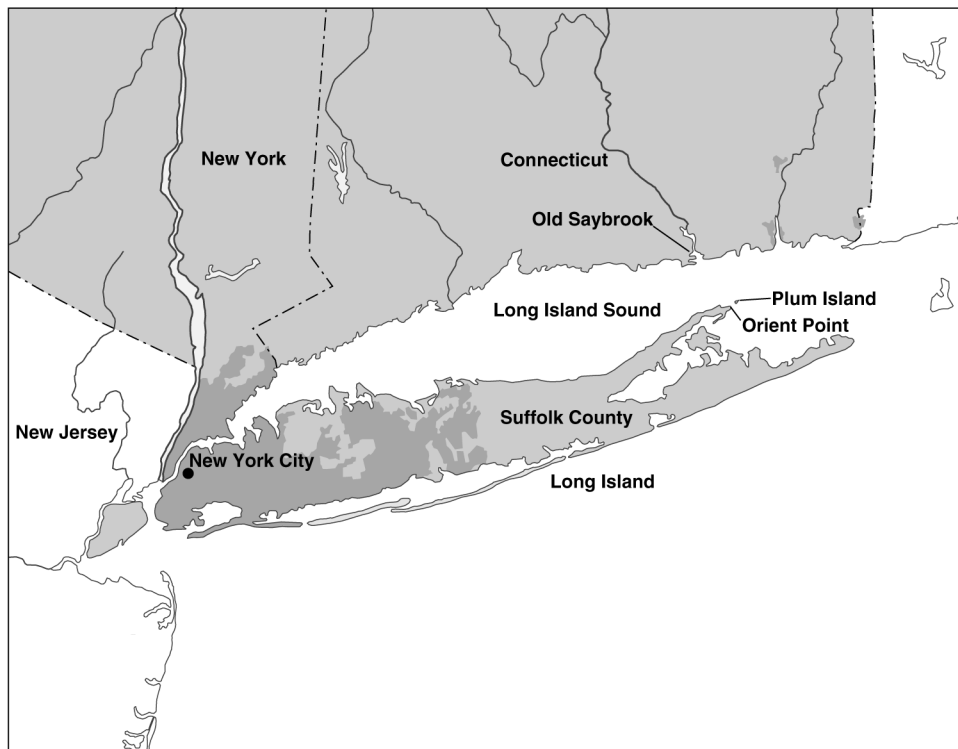 New York
Connecticut
Old Saybrook
Plum Island
Long Island Sound
Orient Point
Suffolk County
New Jersey
New York City
Long Island